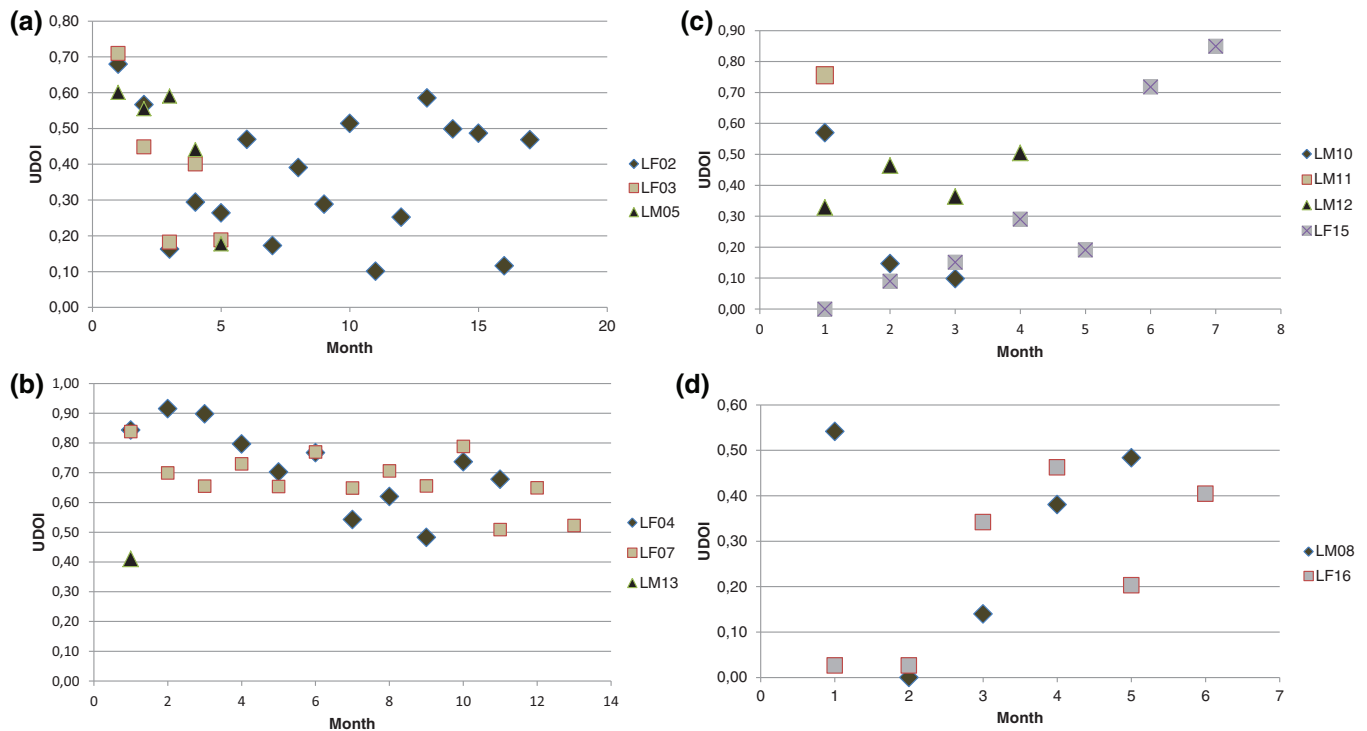 (a)
0,80
0,70
0,60
0,50
0,40
0,30
0,20
0,10
0,00
UDOI
0 5 10 15 20
Month
LF02
LF03
LM05
(b)
1,00
0,90
0,80
0,70
0,60
0,50
0,40
0,30
0,20
0,10
0,00
UDOI
0 2 4 6 8 10 12 14
Month
LF04
LF07
LM13
(c)
0,90
0,80
0,70
0,60
0,50
0,40
0,30
0,20
0,10
0,00
UDOI
0 1 2 3 4 5 6 7 8
Month
LM10
LM11
LM12
LF15
(d)
0,60
0,50
0,40
0,30
0,20
0,10
0,00
UDOI
0 1 2 3 4 5 6 7
Month
LM08
LF16